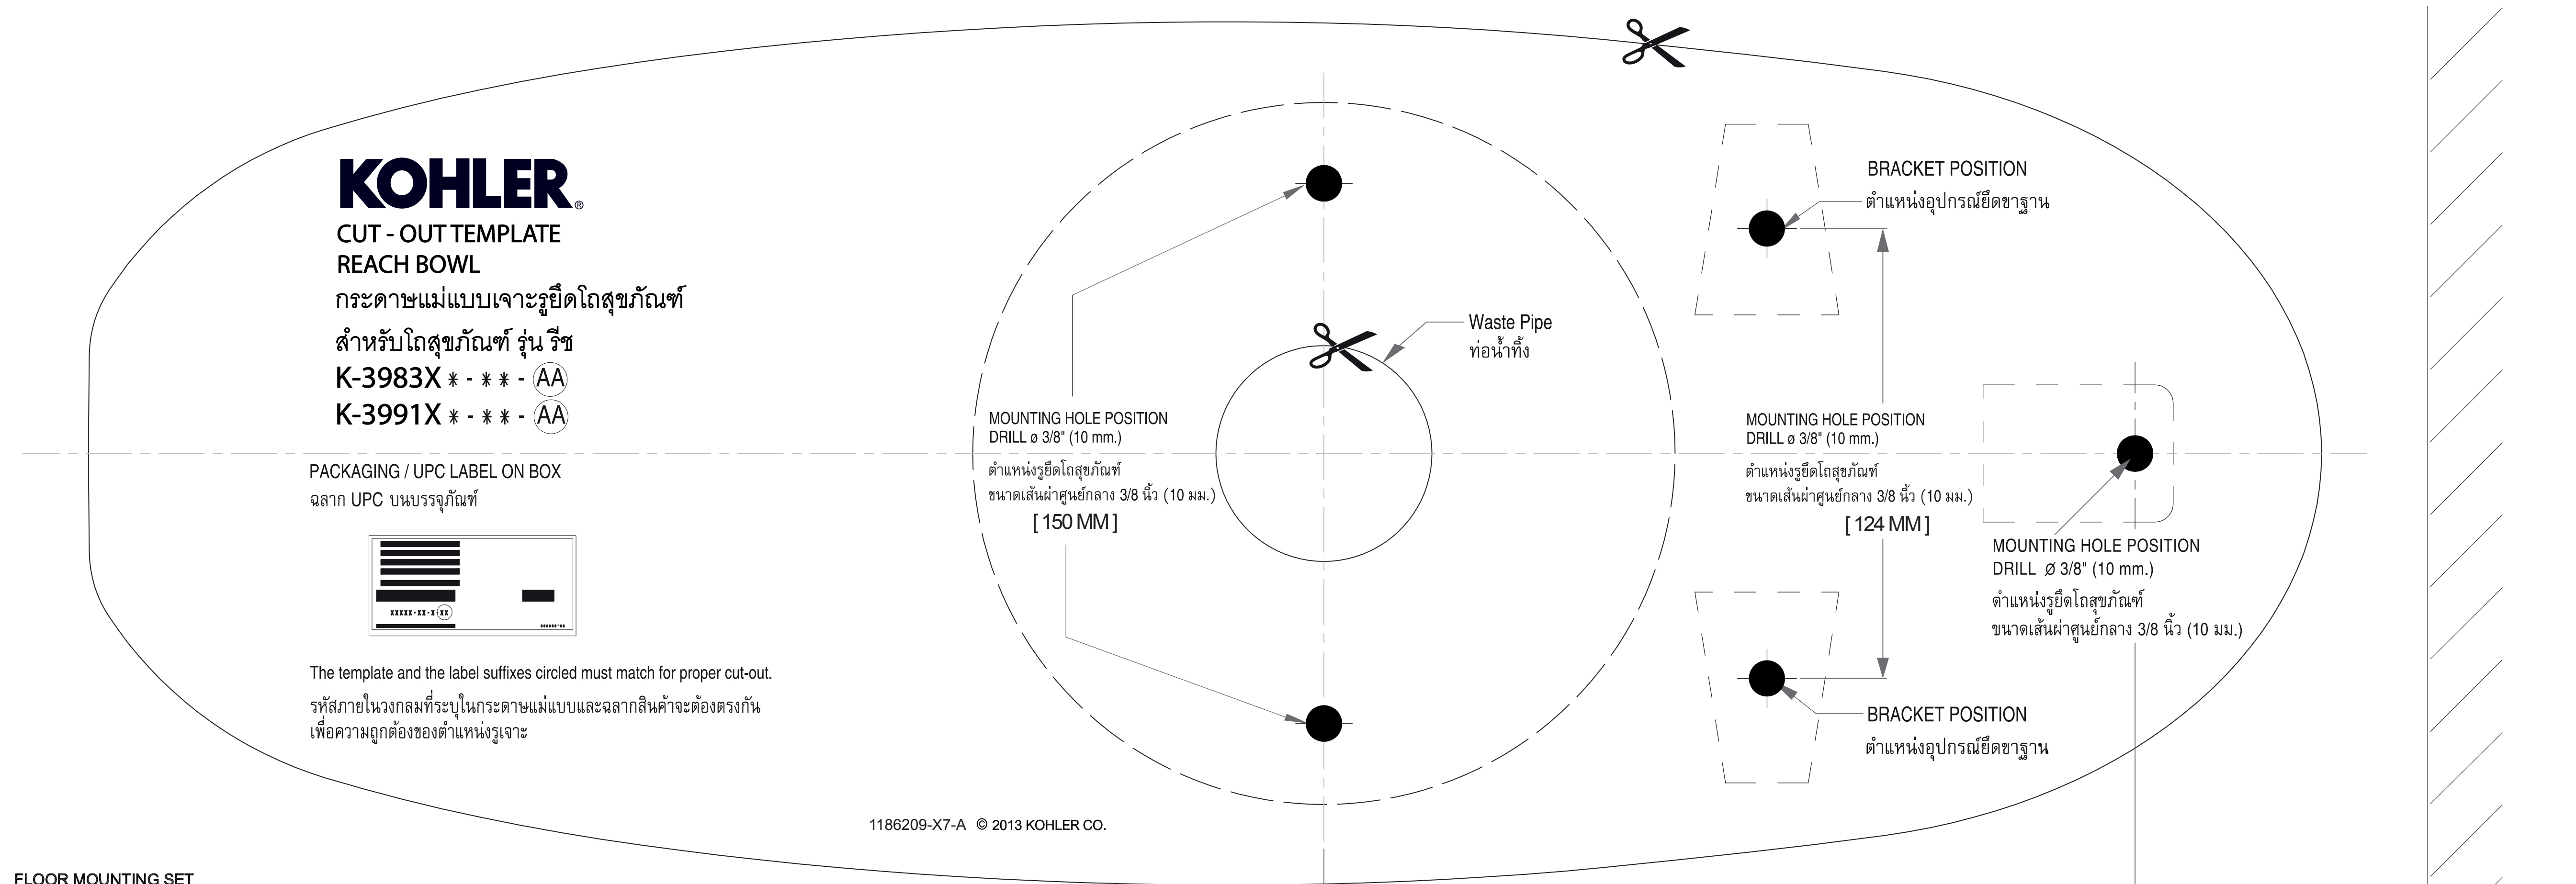 KOHLER®
CUT - OUT TEMPLATE
REACH BOWL
กระดาษแม่แบบเจาะรูยึดโถสุขภัณฑ์
สำหรับโถสุขภัณฑ์ รุ่น รีช
K-3983X * - * * - AA
K-3991X * - * * - AA
PACKAGING / UPC LABEL ON BOX
ฉลาก UPC บนบรรจุภัณฑ์
XXXXX-XX-X-XX
The template and the label suffixes circled must match for proper cut-out.
รหัสภายในวงกลมที่ระบุในกระดาษแม่แบบและฉลากสินค้าจะต้องตรงกัน
เพื่อความถูกต้องของตำแหน่งรูเจาะ
MOUNTING HOLE POSITION
DRILL ø 3/8" (10 mm.)
ตำแหน่งรูยึดโถสุขภัณฑ์
ขนาดเส้นผ่าศูนย์กลาง 3/8 นิ้ว (10 มม.)
[ 150 MM ]
Waste Pipe
ท่อน้ำทิ้ง
BRACKET POSITION
ตำแหน่งอุปกรณ์ยึดขาฐาน
MOUNTING HOLE POSITION
DRILL ø 3/8" (10 mm.)
ตำแหน่งรูยึดโถสุขภัณฑ์
ขนาดเส้นผ่าศูนย์กลาง 3/8 นิ้ว (10 มม.)
[ 124 MM ]
MOUNTING HOLE POSITION
DRILL Ø 3/8" (10 mm.)
ตำแหน่งรูยึดโถสุขภัณฑ์
ขนาดเส้นผ่าศูนย์กลาง 3/8 นิ้ว (10 มม.)
BRACKET POSITION
ตำแหน่งอุปกรณ์ยึดขาฐาน
1186209-X7-A © 2013 KOHLER CO.
FLOOR MOUNTING SET